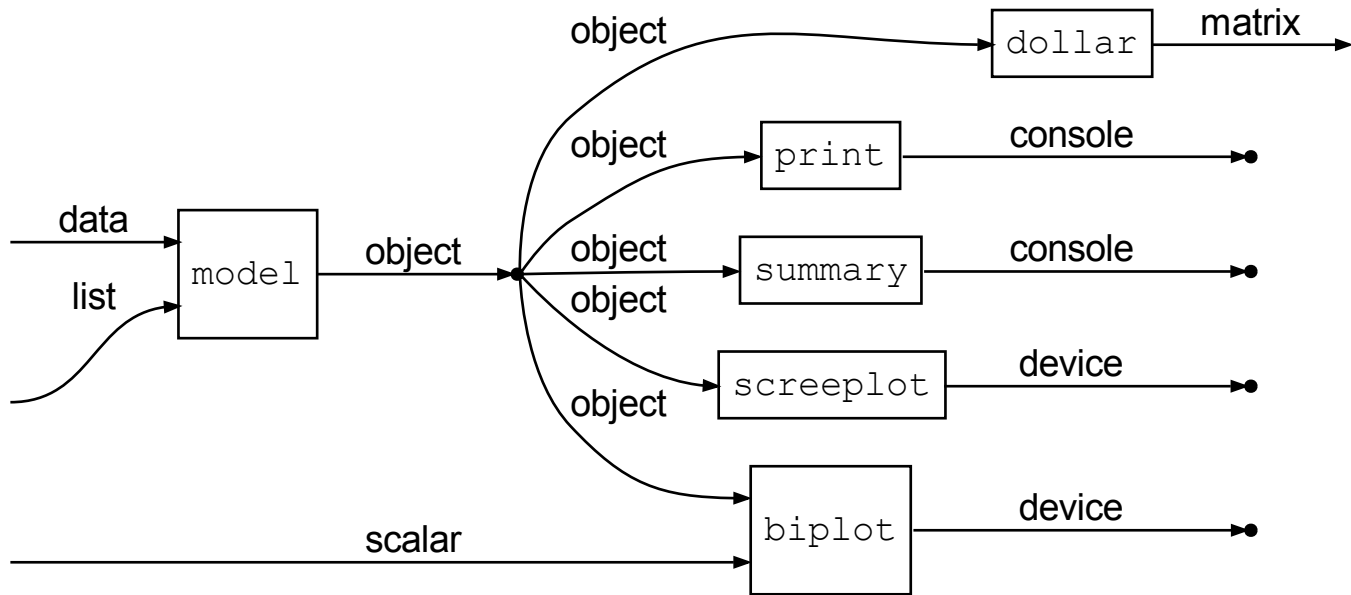 object
dollar
matrix
object
print
console
data
model
object
object
summary
console
list
object
screeplot
device
object
biplot
device
scalar